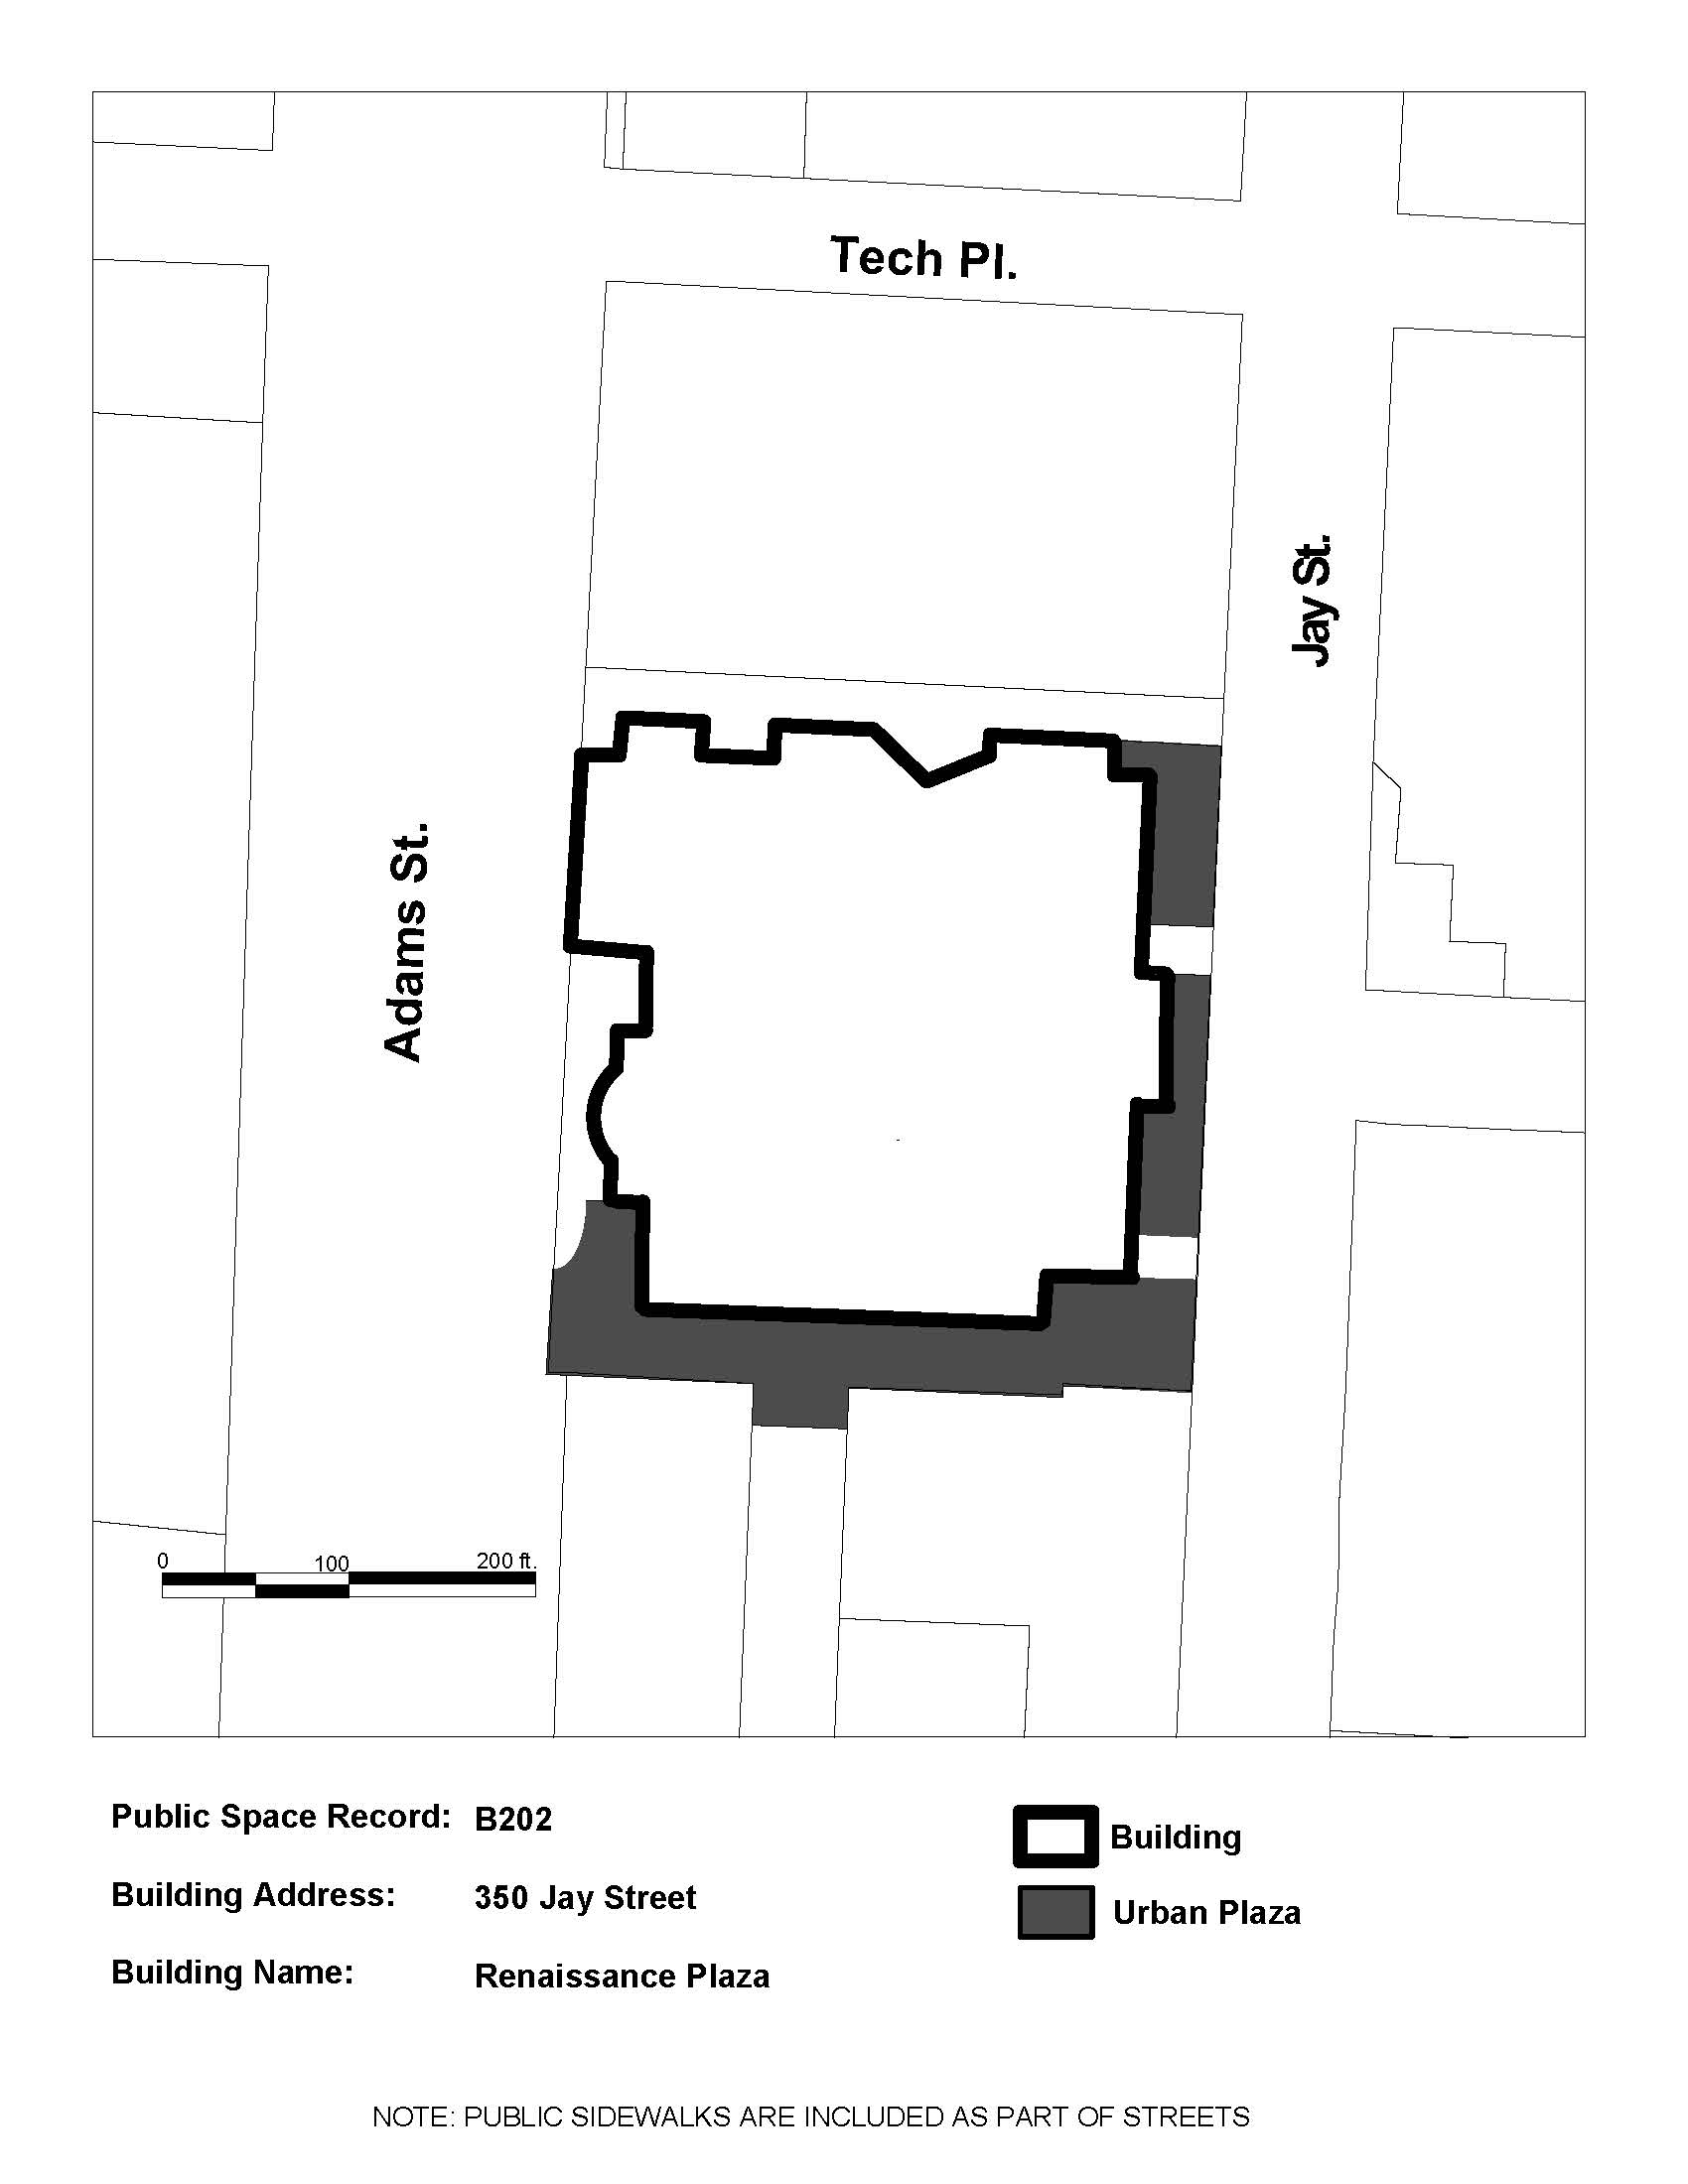 Tech Pl.
Jay St.
Adams St.
0 100 200 ft.
Public Space Record: B202
Building Address: 350 Jay Street
Building Name: Renaissance Plaza
Building
Urban Plaza
NOTE: PUBLIC SIDEWALKS ARE INCLUDED AS PART OF STREETS